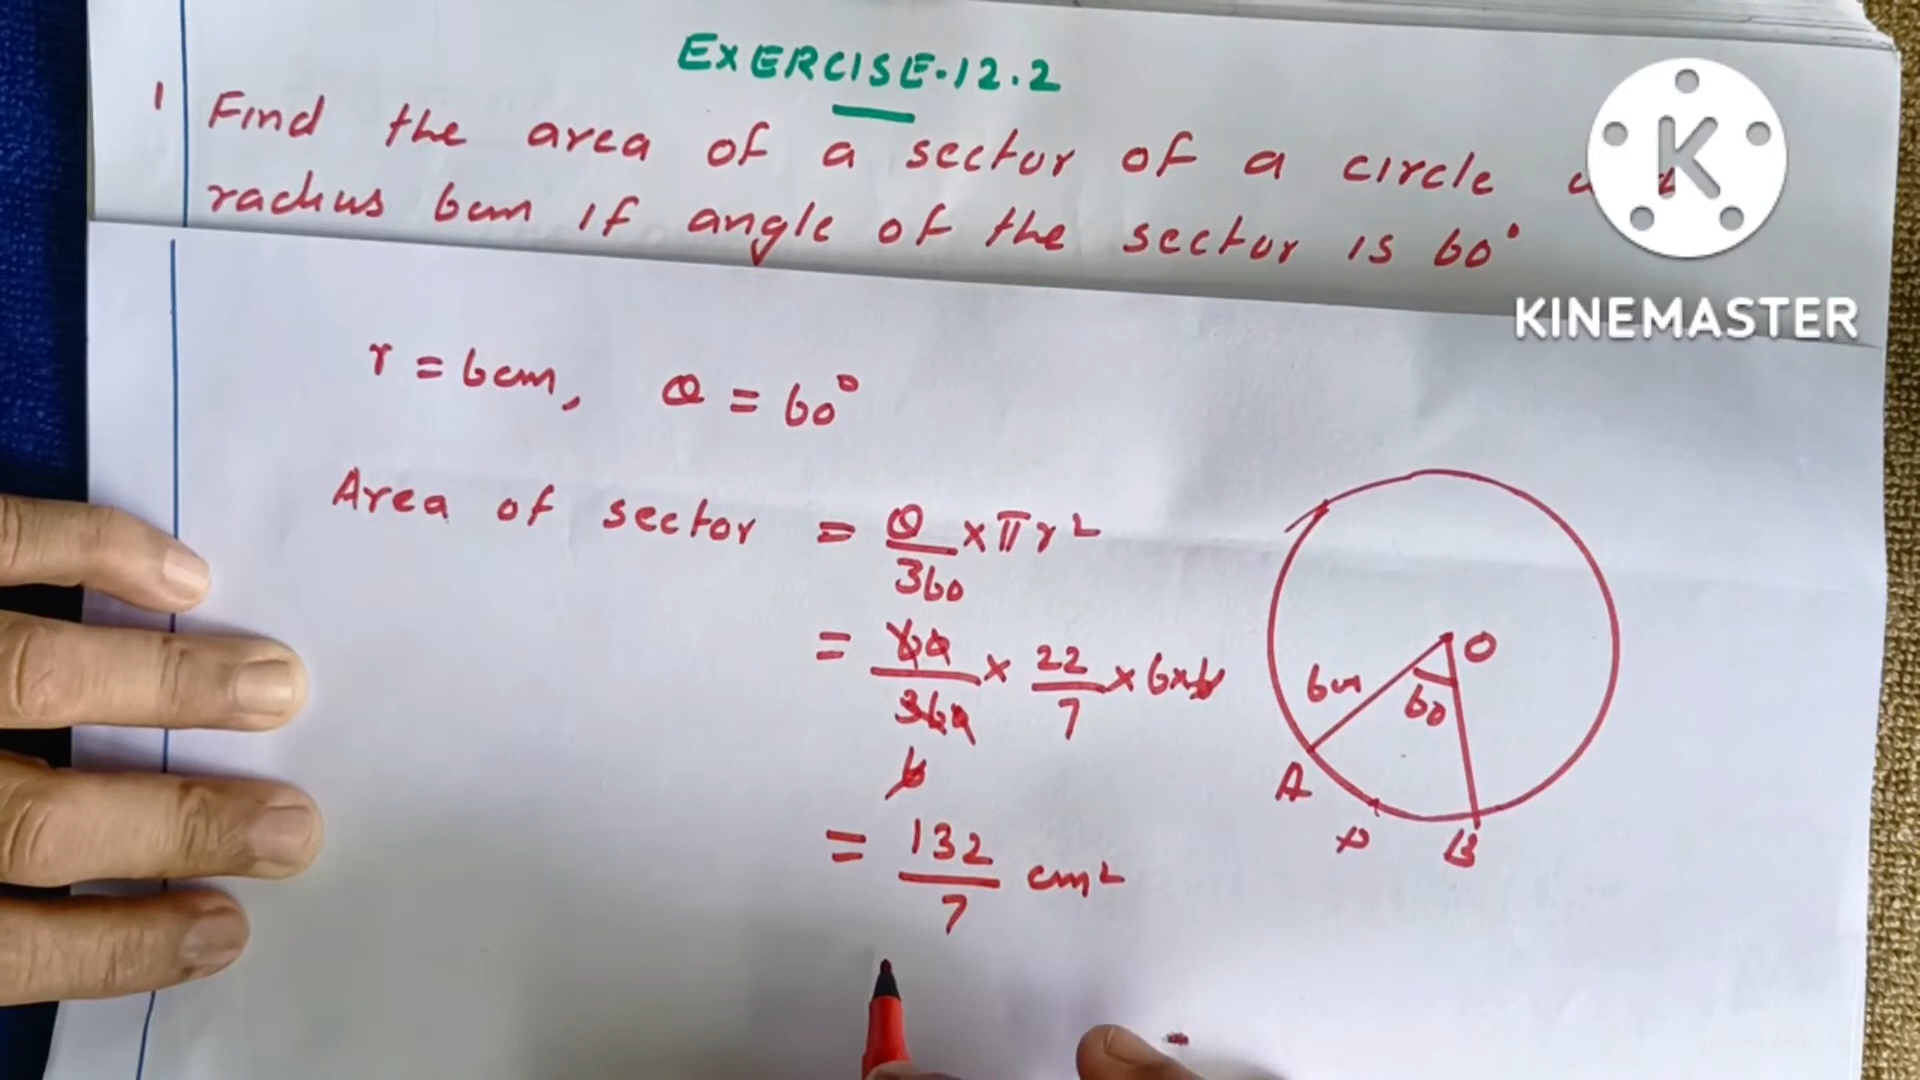 EXERCISE-12.2
1 Find the area of a sector of a circle
radius 6cm if angle of the sector is 60°
K
KINEMASTER
r = 6cm, θ = 60°
Area of sector = θ/360 × πr²
= 60/360 × 22/7 × 6×6
6
= 132/7 cm²
O
6cm
60
A
P
B